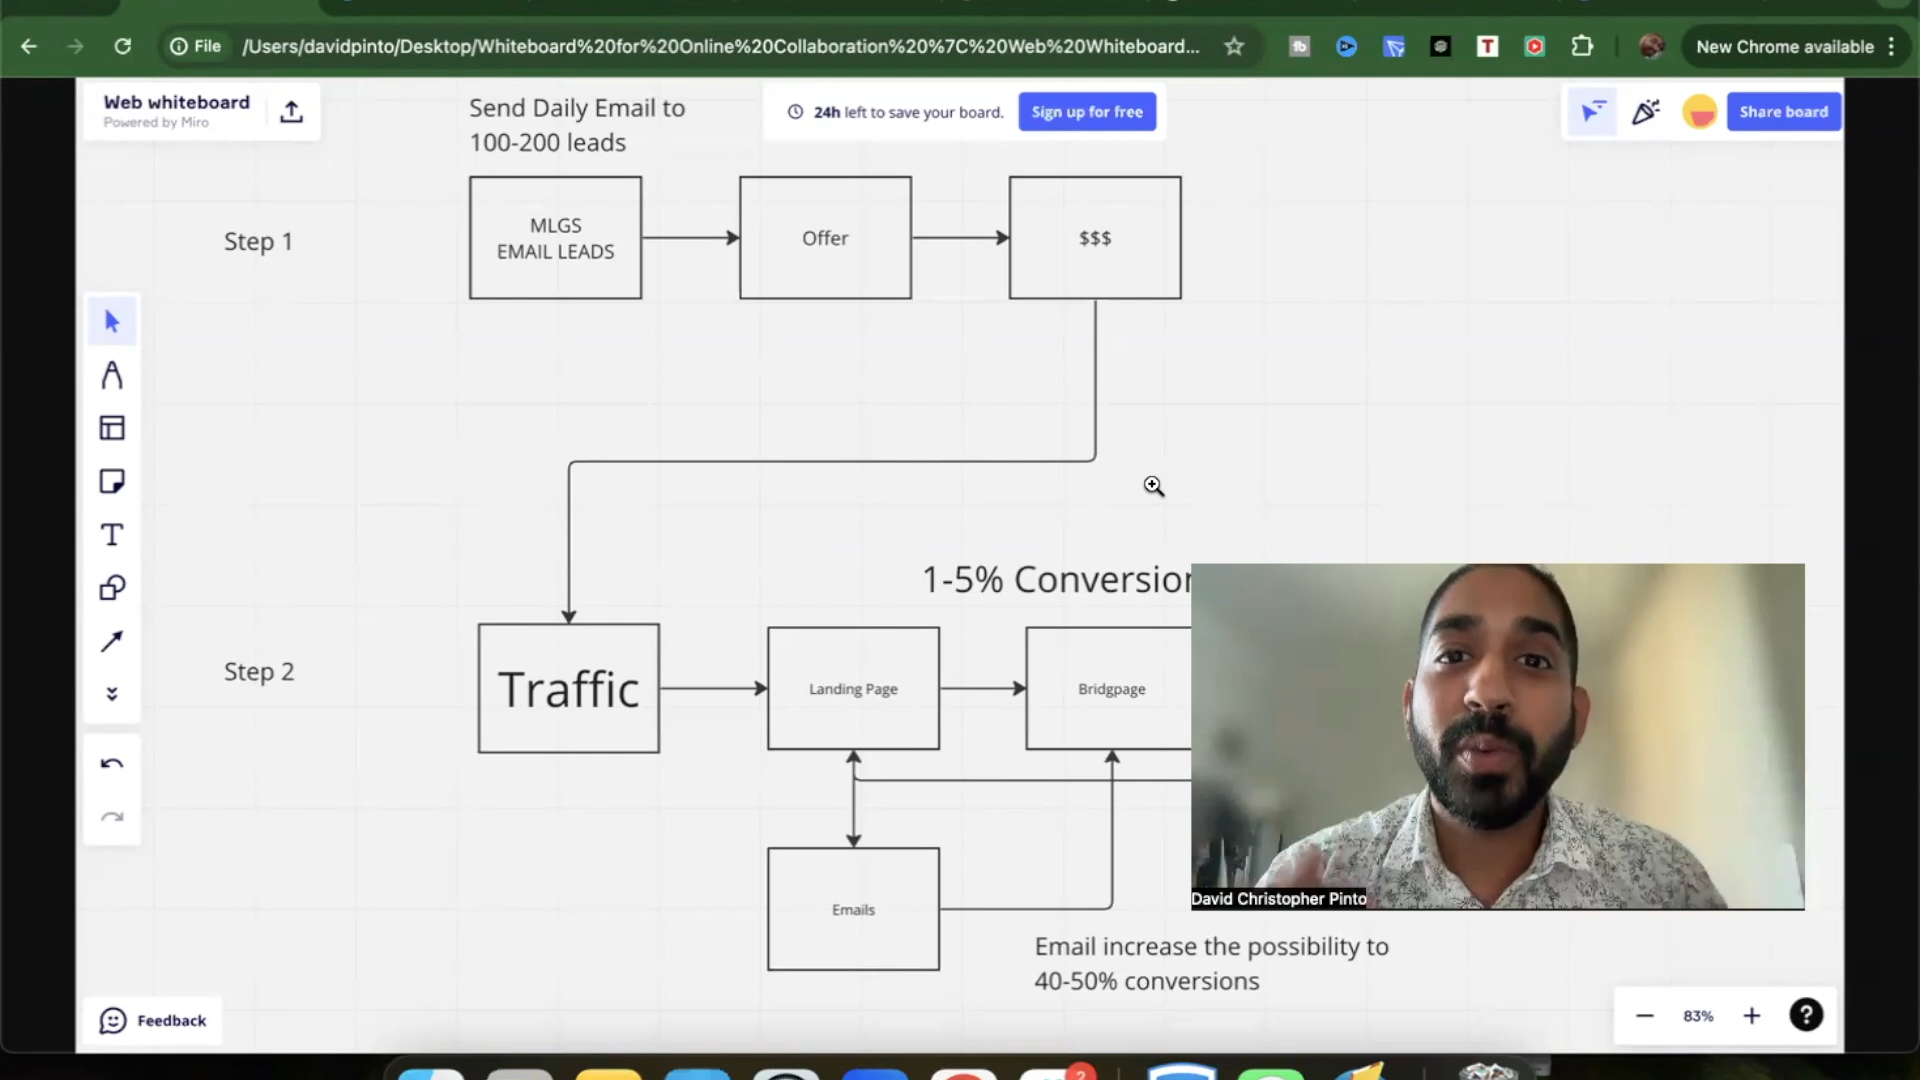 File
/Users/davidpinto/Desktop/Whiteboard%20for%20Online%20Collaboration%20%7C%20Web%20Whiteboard...
New Chrome available
Web whiteboard
Powered by Miro
Send Daily Email to
100-200 leads
24h left to save your board.
Sign up for free
Share board
Step 1
MLGS
EMAIL LEADS
Offer
$$$
1-5% Conversion
Step 2
Traffic
Landing Page
Bridgpage
Emails
David Christopher Pinto
Email increase the possibility to
40-50% conversions
Feedback
83%
2